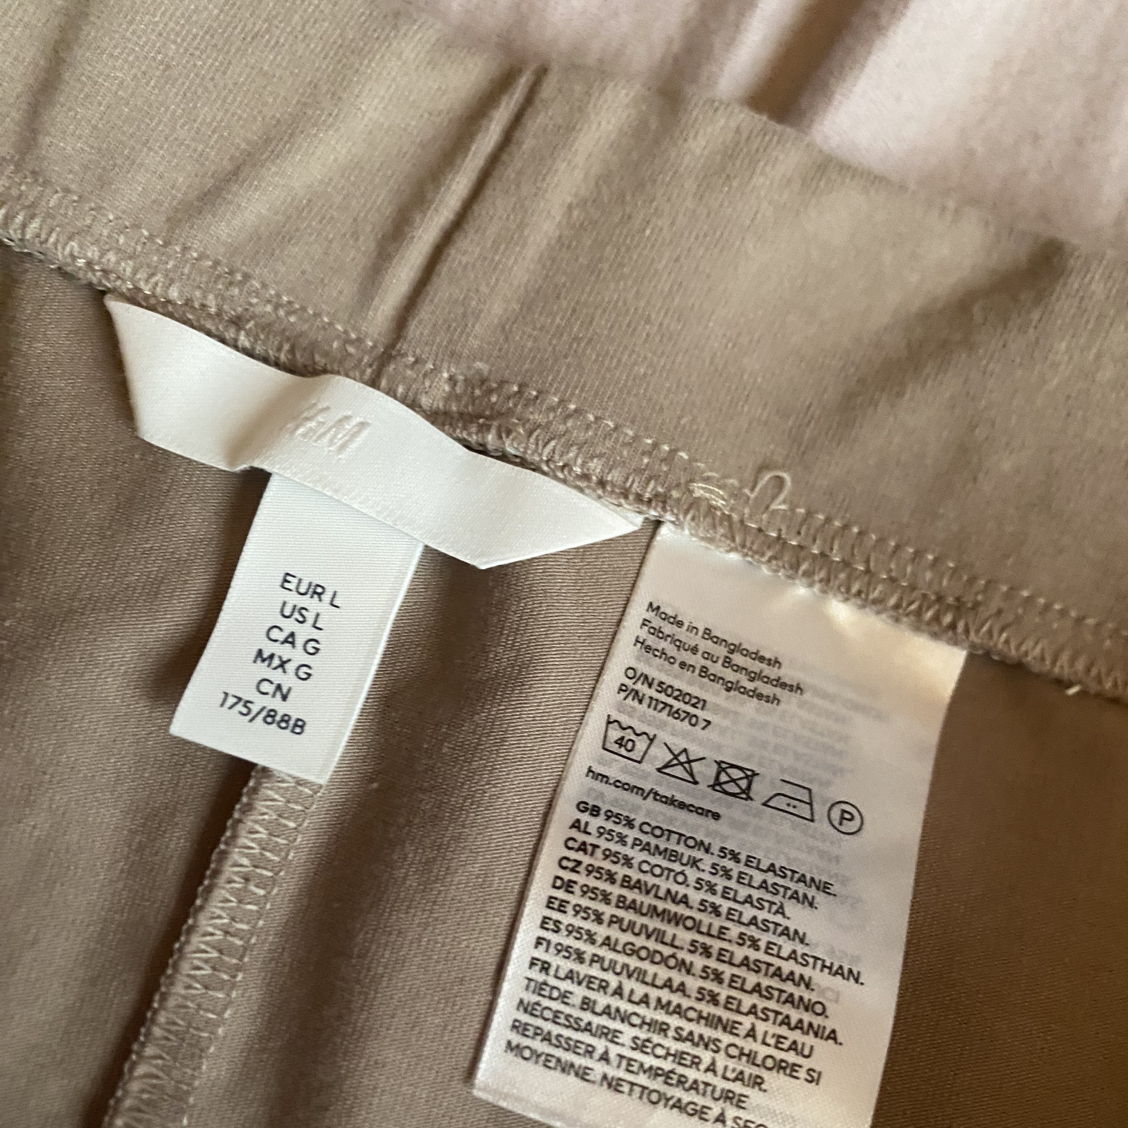 H&M
EUR L
US L
CA G
MX G
CN
175/88B
Made in Bangladesh
Fabriqué au Bangladesh
Hecho en Bangladesh
O/N 502021
P/N 1171670 7
40
P
hm.com/takecare
GB 95% COTTON. 5% ELASTANE.
AL 95% PAMBUK. 5% ELASTAN.
CAT 95% COTÓ. 5% ELASTÀ.
CZ 95% BAVLNA. 5% ELASTAN.
DE 95% BAUMWOLLE. 5% ELASTHAN.
EE 95% PUUVILL. 5% ELASTAAN.
ES 95% ALGODÓN. 5% ELASTANO.
FI 95% PUUVILLAA. 5% ELASTAANIA.
FR LAVER À LA MACHINE À L'EAU
TIÈDE. BLANCHIR SANS CHLORE SI
NÉCESSAIRE. SÉCHER À L'AIR.
REPASSER À TEMPÉRATURE
MOYENNE. NETTOYAGE À SEC